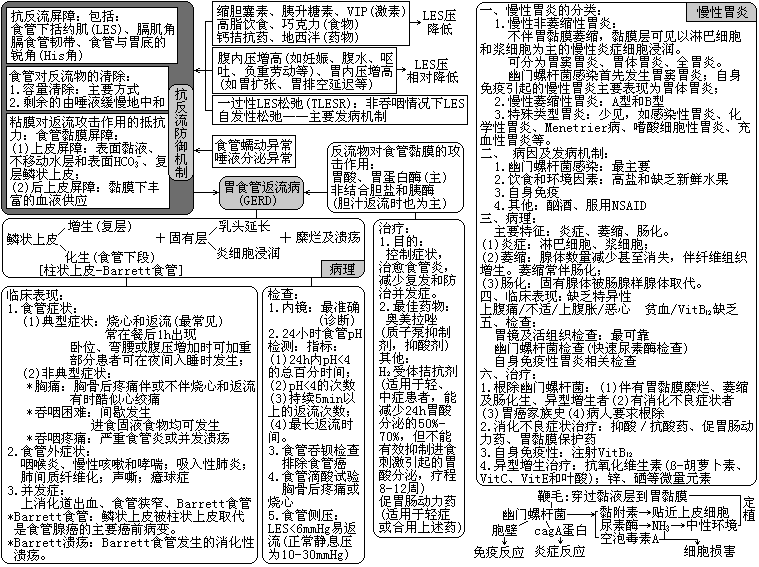 抗反流屏障：包括：
食管下括约肌(LES)、膈肌角
膈食管韧带、食管与胃底的
锐角(His角)
食管对反流物的清除：
1.容量清除：主要方式
2.剩余的由唾液缓慢地中和
粘膜对反流攻击作用的抵抗
力：食管黏膜屏障：
(1)上皮屏障：表面黏液、
不移动水层和表面HCO₃⁻、复
层鳞状上皮；
(2)后上皮屏障：黏膜下丰
富的血液供应
抗反流防御机制
缩胆囊素、胰升糖素、VIP(激素)
高脂饮食、巧克力(食物)
钙拮抗药、地西泮(药物)
LES压
降低
腹内压增高(如妊娠、腹水、呕
吐、负重劳动等)、胃内压增高
(如胃扩张、胃排空延迟等)
LES压
相对降低
一过性LES松弛(TLESR)：非吞咽情况下LES
自发性松弛——主要发病机制
食管蠕动异常
唾液分泌异常
反流物对食管黏膜的攻
击作用：
胃酸、胃蛋白酶(主)
非结合胆盐和胰酶
(胆汁返流时也为主)
胃食管返流病
(GERD)
鳞状上皮
增生(复层)
化生(食管下段)
[柱状上皮-Barrett食管]
+固有层
乳头延长
炎细胞浸润
+糜烂及溃疡
病理
临床表现：
1.食管症状：
(1)典型症状：烧心和返流(最常见)
常在餐后1h出现
卧位、弯腰或腹压增加时可加重
部分患者可在夜间入睡时发生；
(2)非典型症状：
*胸痛：胸骨后疼痛伴或不伴烧心和返流
有时酷似心绞痛
*吞咽困难：间歇发生
进食固液食物均可发生
*吞咽疼痛：严重食管炎或并发溃疡
2.食管外症状：
咽喉炎、慢性咳嗽和哮喘；吸入性肺炎；
肺间质纤维化；声嘶；癔球症
3.并发症：
上消化道出血、食管狭窄、Barrett食管
*Barrett食管：鳞状上皮被柱状上皮取代
是食管腺癌的主要癌前病变。
*Barrett溃疡：Barrett食管发生的消化性
溃疡。
检查：
1.内镜：最准确
(诊断)
2.24小时食管pH
检测：指标：
(1)24h内pH<4
的总百分时间；
(2)pH<4的次数
(3)持续5min以
上的返流次数；
(4)最长返流时
间。
3.食管吞钡检查
排除食管癌
4.食管滴酸试验
胸骨后疼痛或
烧心
5.食管侧压：
LES<6mmHg易返
流(正常静息压为
10-30mmHg)
治疗：
1.目的：
控制症状，
治愈食管炎，
减少复发和防
治并发症。
2.最佳药物：
奥美拉唑
(质子泵抑制
剂，抑酸剂)
其他：
H₂受体拮抗剂
(适用于轻、
中症患者，能
减少24h胃酸
分泌的50%-
70%，但不能
有效抑制进食
刺激引起的胃
酸分泌，疗程
8-12周)
促胃肠动力药
(适用于轻症
或合用上述药)
慢性胃炎
一、慢性胃炎的分类：
1.慢性非萎缩性胃炎：
不伴胃黏膜萎缩，黏膜层可见以淋巴细胞
和浆细胞为主的慢性炎症细胞浸润。
可分为胃窦胃炎、胃体胃炎、全胃炎。
幽门螺杆菌感染首先发生胃窦胃炎；自身
免疫引起的慢性胃炎主要表现为胃体胃炎；
2.慢性萎缩性胃炎：A型和B型
3.特殊类型胃炎：少见，如感染性胃炎、化
学性胃炎、Menetrier病、嗜酸细胞性胃炎、充
血性胃炎等。
二、 病因及发病机制：
1.幽门螺杆菌感染：最主要
2.饮食和环境因素：高盐和缺乏新鲜水果
3.自身免疫
4.其他：酗酒、服用NSAID
三、病理：
主要特征：炎症、萎缩、肠化。
(1)炎症：淋巴细胞、浆细胞；
(2)萎缩：腺体数量减少甚至消失，伴纤维组织
增生。萎缩常伴肠化；
(3)肠化：固有腺体被肠腺样腺体取代。
四、临床表现：缺乏特异性
上腹痛/不适/上腹胀/恶心 贫血/VitB₁₂缺乏
五、检查：
胃镜及活组织检查：最可靠
幽门螺杆菌检查(快速尿素酶检查)
自身免疫性胃炎相关检查
六、治疗：
1.根除幽门螺杆菌：(1)伴有胃黏膜糜烂、萎缩
及肠化生、异型增生者(2)有消化不良症状者
(3)胃癌家族史(4)病人要求根除
2.消化不良症状治疗：抑酸/抗酸药、促胃肠动
力药、胃黏膜保护药
3.自身免疫性：注射VitB₁₂
4.异型增生治疗：抗氧化维生素(ß-胡萝卜素、
VitC、VitE和叶酸)；锌、硒等微量元素
鞭毛：穿过黏液层到胃黏膜
幽门螺杆菌
黏附素
贴近上皮细胞
定植
尿素酶
NH₃
中性环境
空泡毒素A
细胞损害
胞壁
cagA蛋白
免疫反应
炎症反应